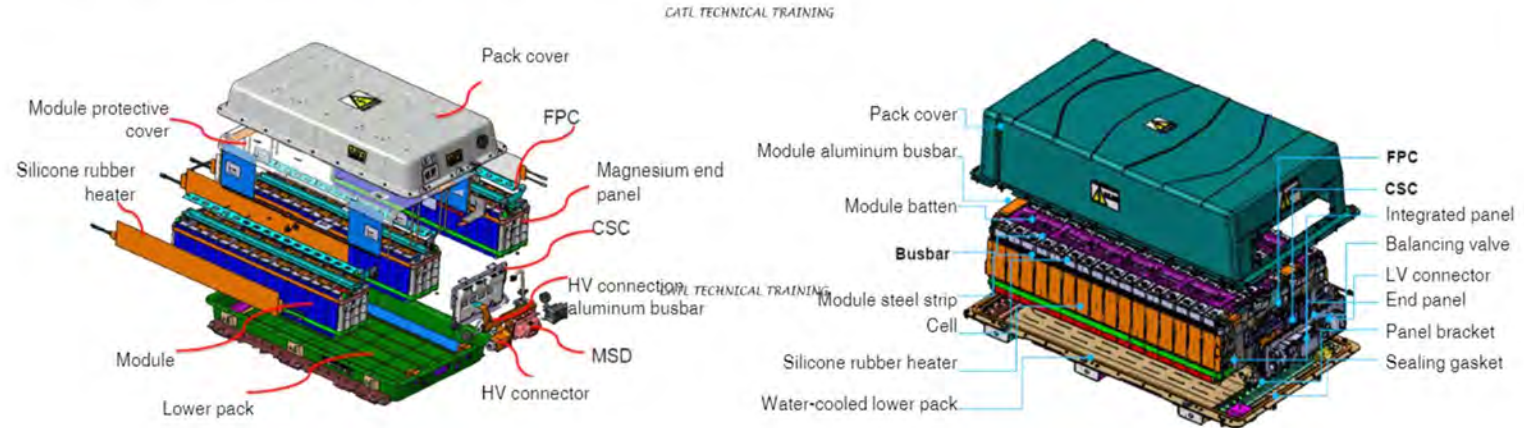 CATL TECHNICAL TRAINING
Pack cover
Module protective
cover
FPC
Silicone rubber
heater
Magnesium end
panel
CSC
HV connection
aluminum busbar
Module
MSD
HV connector
Lower pack
CATL TECHNICAL TRAINING
Pack cover
Module aluminum busbar
Module batten
Busbar
Module steel strip
Cell
Silicone rubber heater
Water-cooled lower pack
FPC
CSC
Integrated panel
Balancing valve
LV connector
End panel
Panel bracket
Sealing gasket